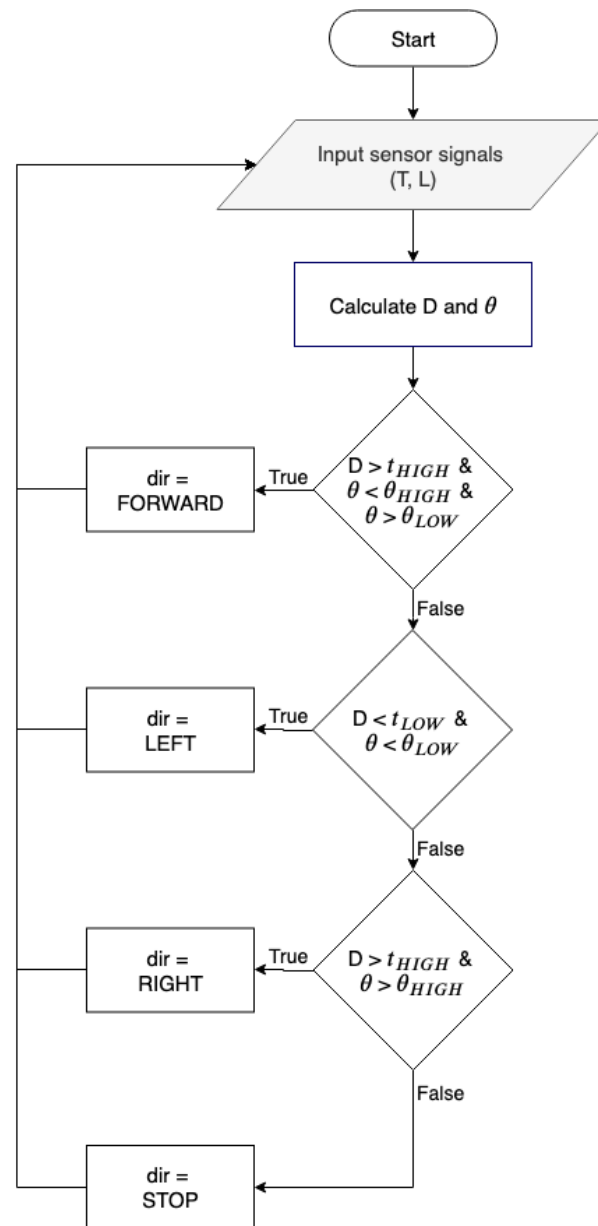 Start
Input sensor signals
(T, L)
Calculate D and θ
D > t_HIGH &
θ < θ_HIGH &
θ > θ_LOW
True
dir =
FORWARD
False
D < t_LOW &
θ < θ_LOW
True
dir =
LEFT
False
D > t_HIGH &
θ > θ_HIGH
True
dir =
RIGHT
False
dir =
STOP